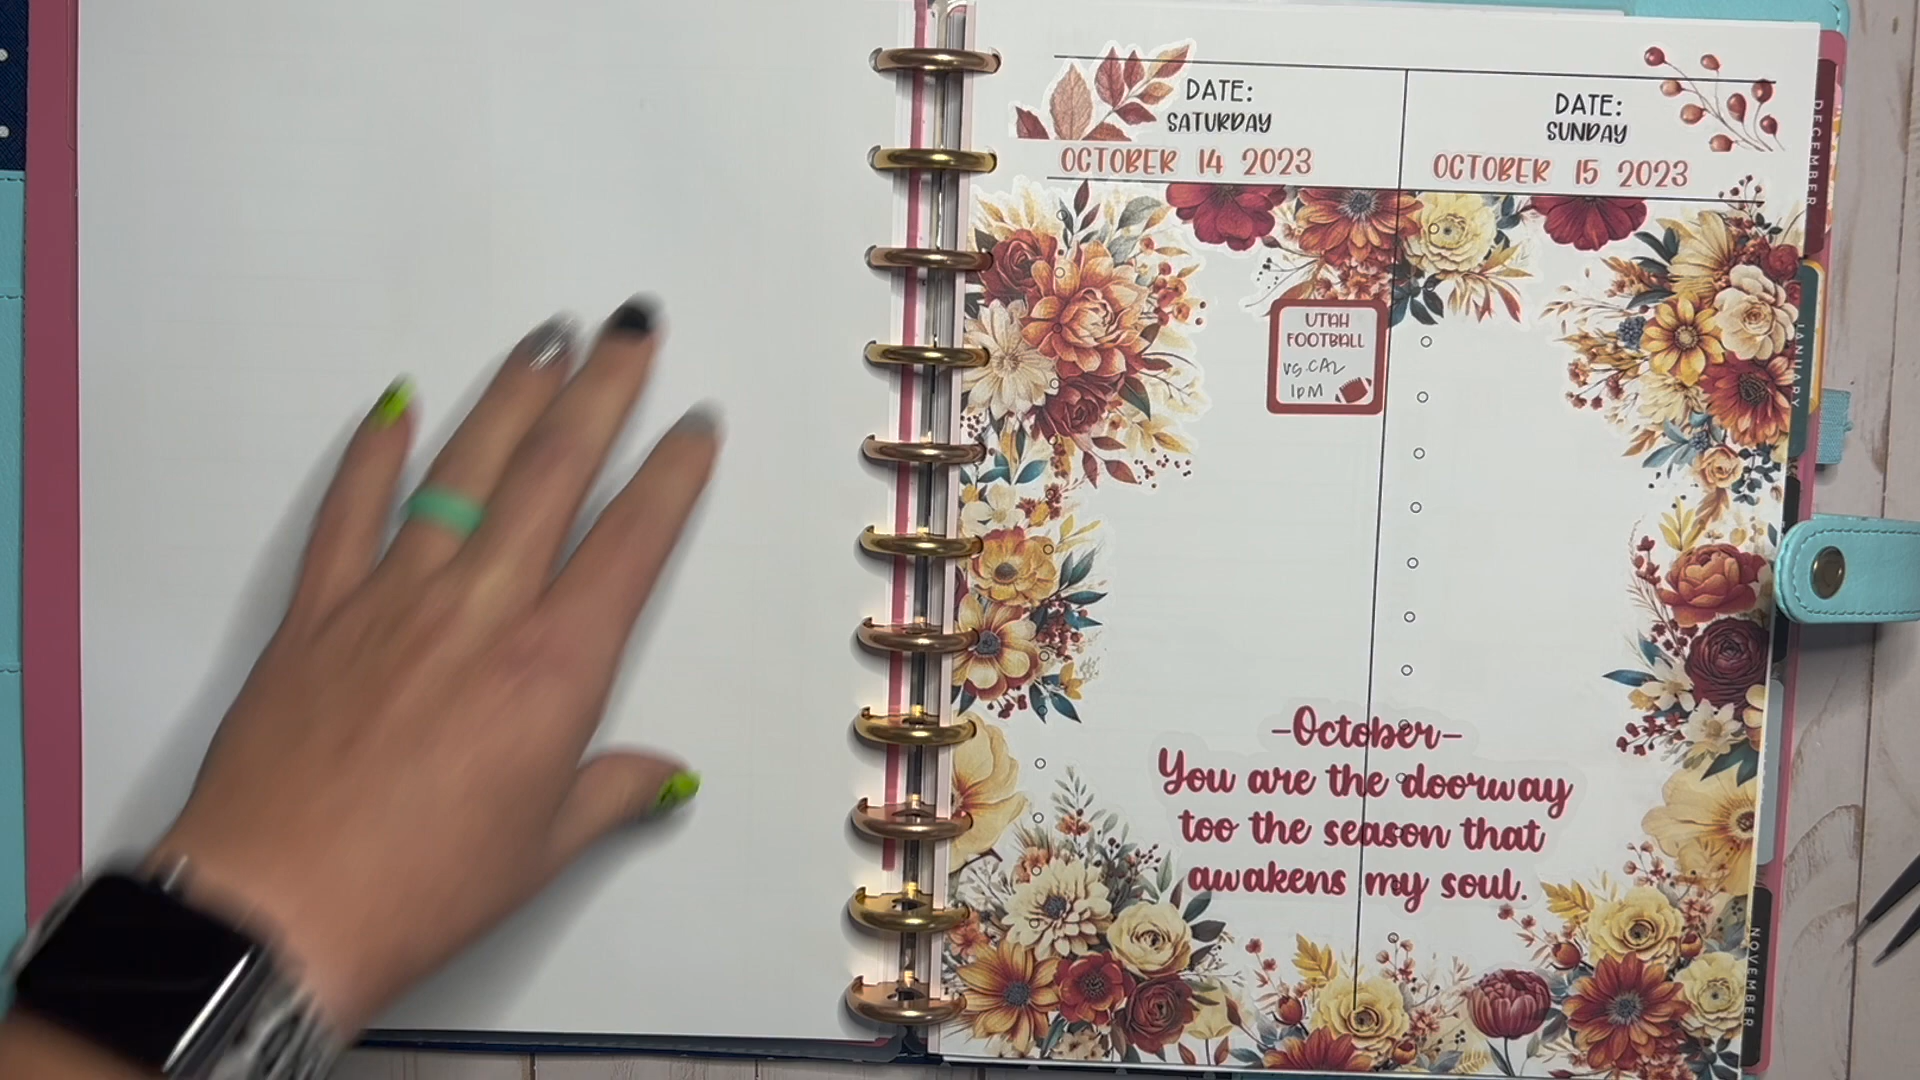 DATE:
SATURDAY
OCTOBER 14 2023
DATE:
SUNDAY
OCTOBER 15 2023
UTAH
FOOTBALL
vs. CAL
1PM
-October-
You are the doorway
too the season that
awakens my soul.
DECEMBER
JANUARY
NOVEMBER